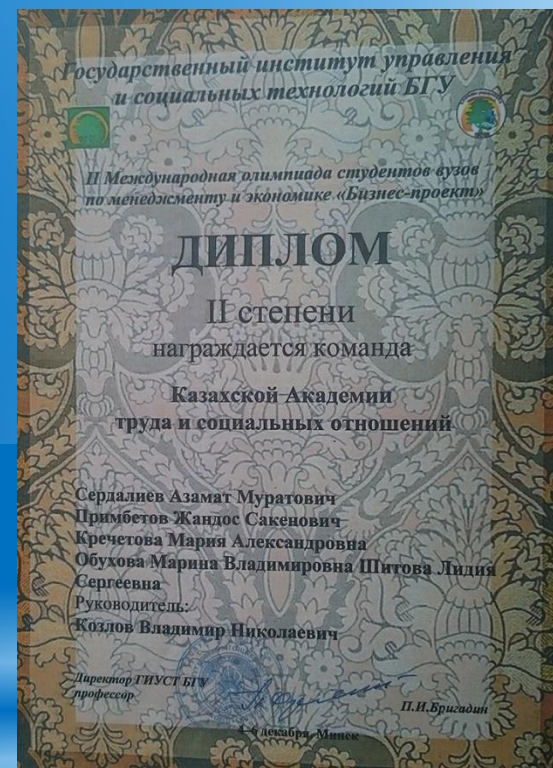 Государственный институт управления
и социальных технологий БГУ
II Международная олимпиада студентов вузов
по менеджменту и экономике «Бизнес-проект»
ДИПЛОМ
II степени
награждается команда
Казахской Академии
труда и социальных отношений
Сердалиев Азамат Муратович
Примбетов Жандос Сакенович
Кречетова Мария Александровна
Обухова Марина Владимировна Шитова Лидия
Сергеевна
Руководитель:
Козлов Владимир Николаевич
Директор ГИУСТ БГУ
профессор
П.И.Бригадин
4-6 декабря, Минск